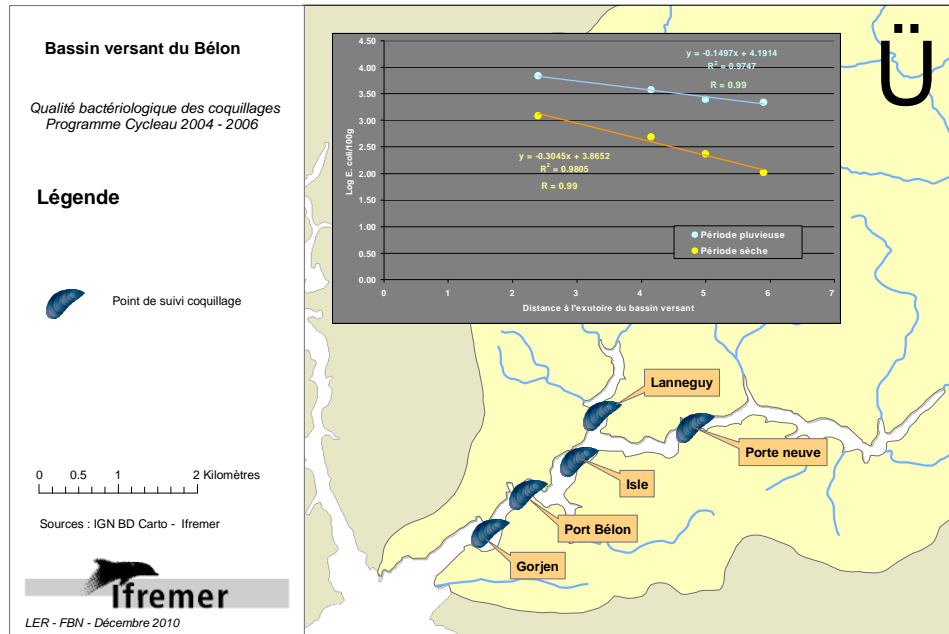 Bassin versant du Bélon
Qualité bactériologique des coquillages
Programme Cycleau 2004 - 2006
Légende
Point de suivi coquillage
0 0.5 1 2 Kilomètres
Sources : IGN BD Carto - Ifremer
Ifremer
LER - FBN - Décembre 2010
Ü
4.50
4.00
3.50
3.00
2.50
2.00
1.50
1.00
0.50
0.00
Log E. coli/100g
y = -0.1497x + 4.1914
R² = 0.9747
R = 0.99
y = -0.3045x + 3.8652
R² = 0.9805
R = 0.99
Période pluvieuse
Période sèche
0 1 2 3 4 5 6 7
Distance à l'exutoire du bassin versant
Lanneguy
Porte neuve
Isle
Port Bélon
Gorjen